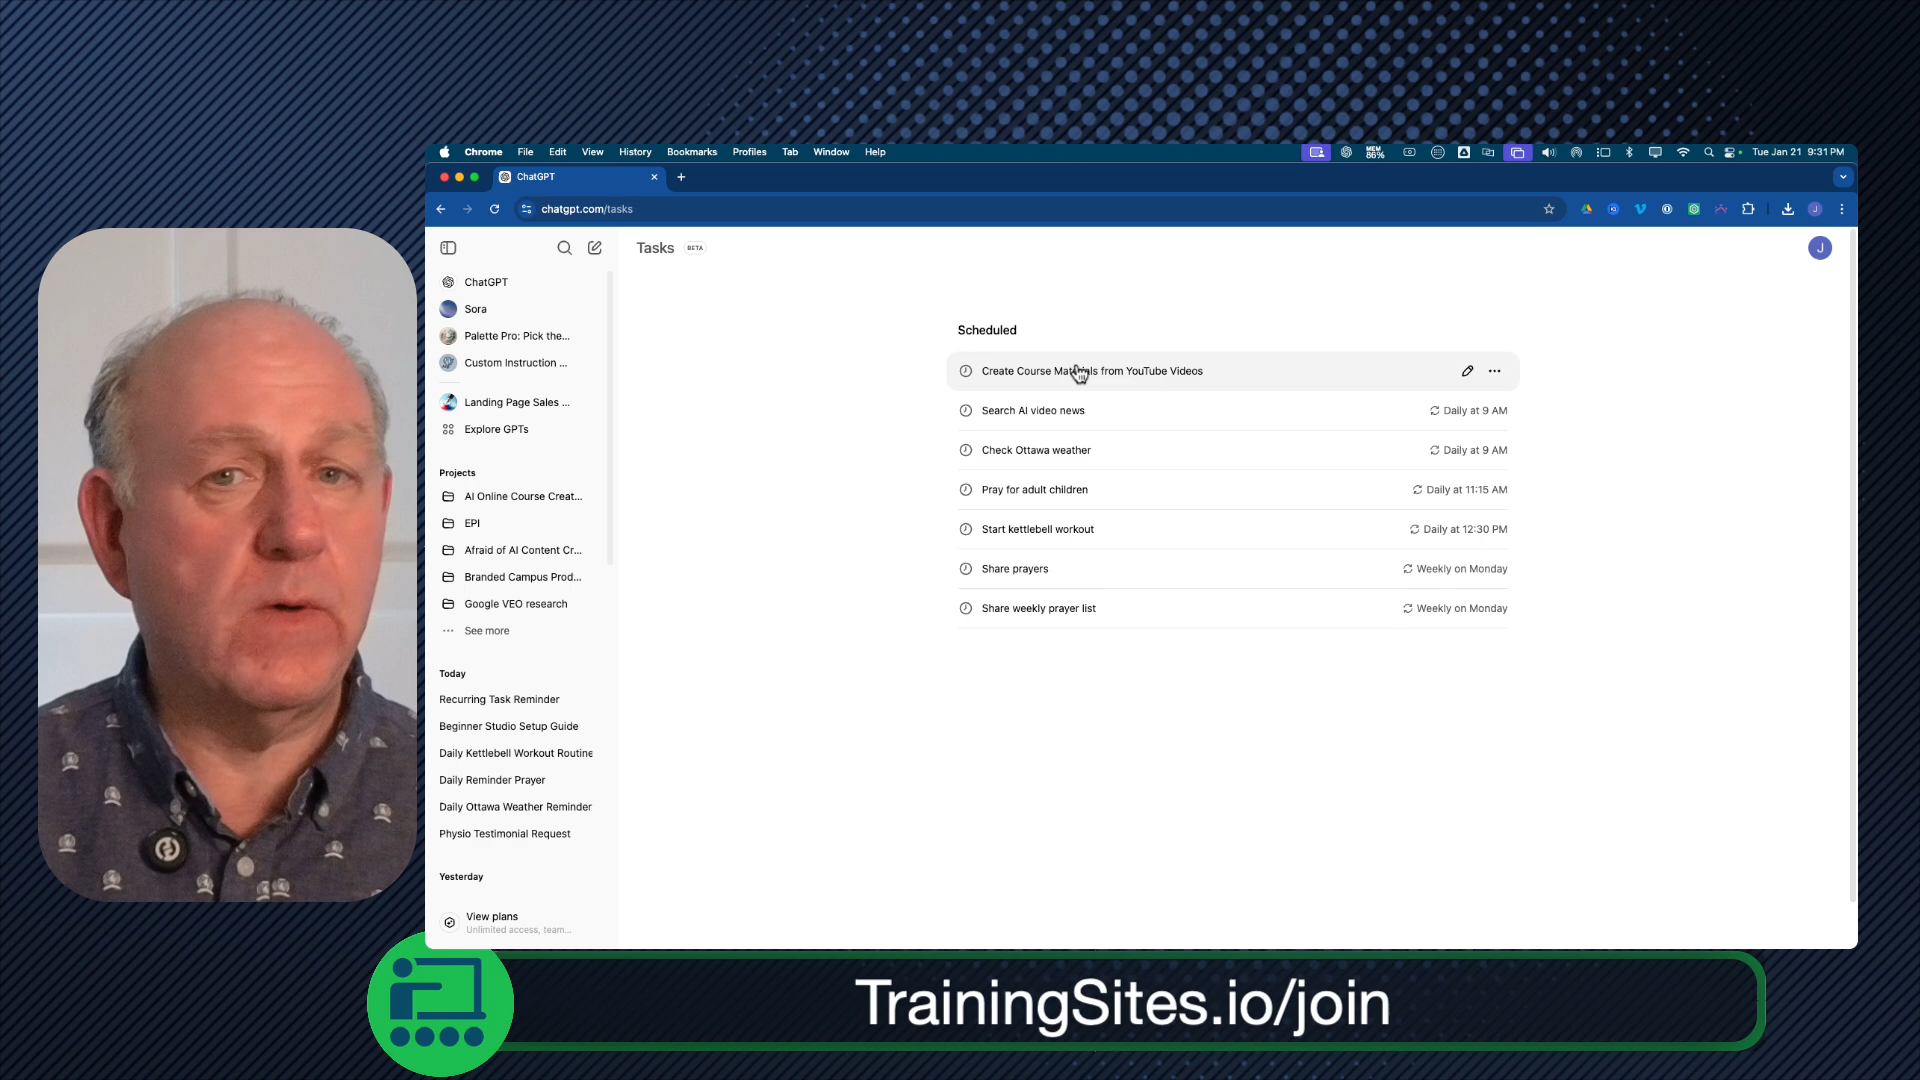 Chrome File Edit View History Bookmarks Profiles Tab Window Help
MEM 86%
Tue Jan 21 9:31 PM
ChatGPT
chatgpt.com/tasks
J
Tasks BETA
J
ChatGPT
Sora
Palette Pro: Pick the...
Custom Instruction ...
Landing Page Sales ...
Explore GPTs
Projects
AI Online Course Creat...
EPI
Afraid of AI Content Cr...
Branded Campus Prod...
Google VEO research
See more
Today
Recurring Task Reminder
Beginner Studio Setup Guide
Daily Kettlebell Workout Routine
Daily Reminder Prayer
Daily Ottawa Weather Reminder
Physio Testimonial Request
Yesterday
View plans
Unlimited access, team...
Scheduled
Create Course Materials from YouTube Videos
Search AI video news Daily at 9 AM
Check Ottawa weather Daily at 9 AM
Pray for adult children Daily at 11:15 AM
Start kettlebell workout Daily at 12:30 PM
Share prayers Weekly on Monday
Share weekly prayer list Weekly on Monday
TrainingSites.io/join